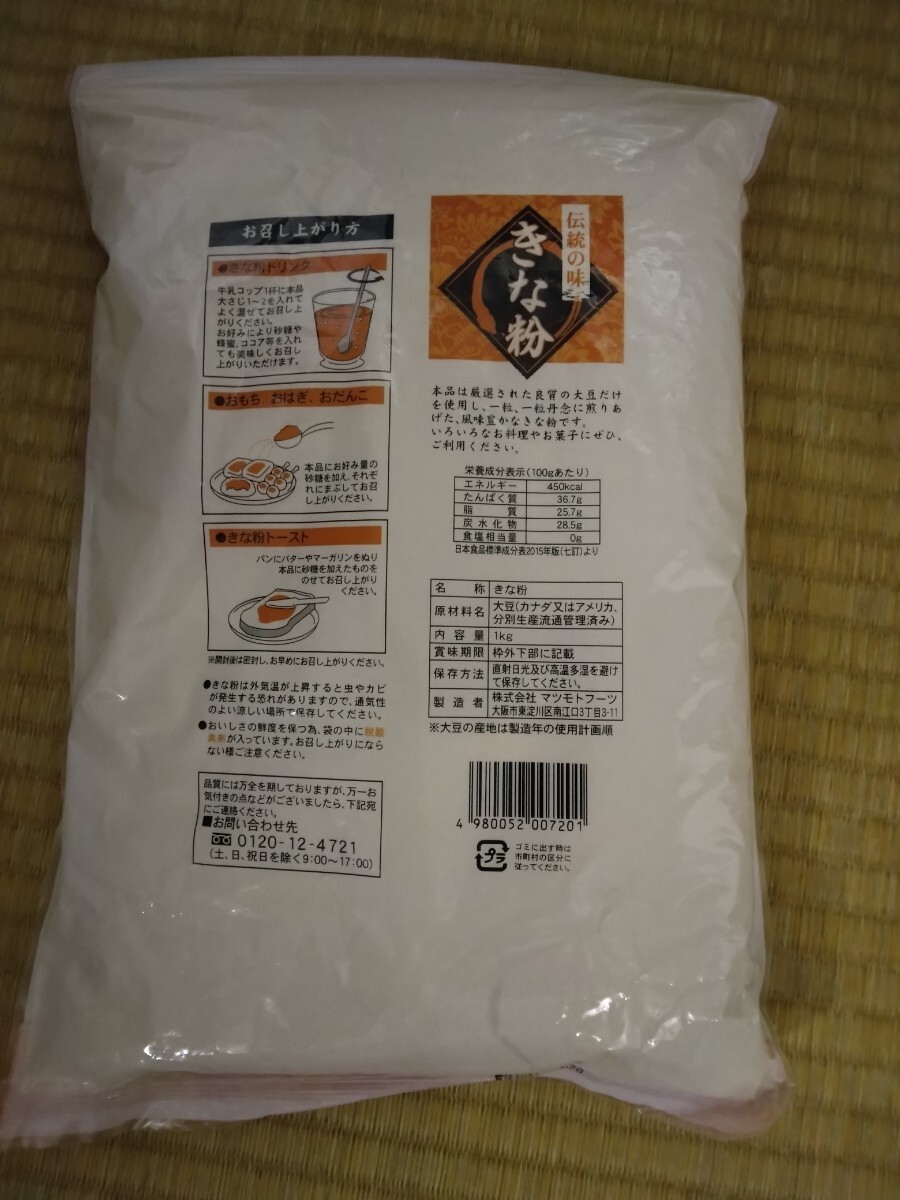 お召し上がり方
●きな粉ドリンク
牛乳コップ1杯に本品
大さじ1～2を入れて
よく混ぜてお召し上
がりください。
お好みにより砂糖や
蜂蜜、ココア等を入れ
ても美味しくお召し
上がりいただけます。
●おもち、おはぎ、おだんご
本品にお好み量の
砂糖を加え、それぞ
れにまぶしてお召
し上がりください。
●きな粉トースト
パンにバターやマーガリンをぬり
本品に砂糖を加えたものを
のせてお召し上がり
ください。
※開封後は密封し、お早めにお召し上がりください。
●きな粉は外気温が上昇すると虫やカビ
が発生する恐れがありますので、通気性
のよい涼しい場所で保存してください。
●おいしさの鮮度を保つ為、袋の中に脱酸
素剤が入っています。お召し上がりになら
ない様ご注意ください。
品質には万全を期しておりますが、万一お
気付きの点などがございましたら、下記宛
にご連絡ください。
■お問い合わせ先
0120-12-4721
(土、日、祝日を除く9:00～17:00)
伝統の味
きな粉
本品は厳選された良質の大豆だけ
を使用し、一粒、一粒丹念に煎りあ
げた、風味豊かなきな粉です。
いろいろなお料理やお菓子にぜひ、
ご利用ください。
栄養成分表示(100gあたり)
エネルギー 450kcal
たんぱく質 36.7g
脂質 25.7g
炭水化物 28.5g
食塩相当量 0g
日本食品標準成分表2015年版(七訂)より
名称 きな粉
原材料名 大豆(カナダ又はアメリカ、
分別生産流通管理済み)
内容量 1kg
賞味期限 枠外下部に記載
保存方法 直射日光及び高温多湿を避け
て保存してください。
製造者 株式会社 マツモトフーツ
大阪市東淀川区南江口3丁目3-11
※大豆の産地は製造年の使用計画順
4 980052 007201
プラ
ゴミに出す時は
市町村の区分に
従ってください。